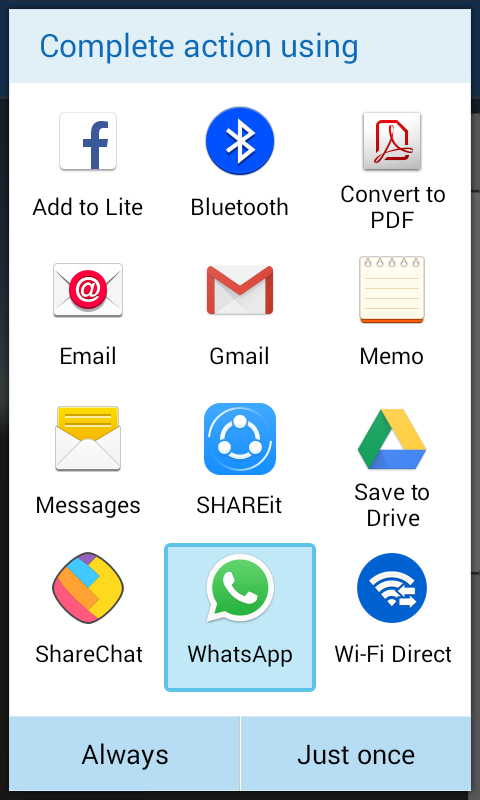 Complete action using
Add to Lite
Bluetooth
Convert to
PDF
Email
Gmail
Memo
Messages
SHAREit
Save to
Drive
ShareChat
WhatsApp
Wi-Fi Direct
Always
Just once